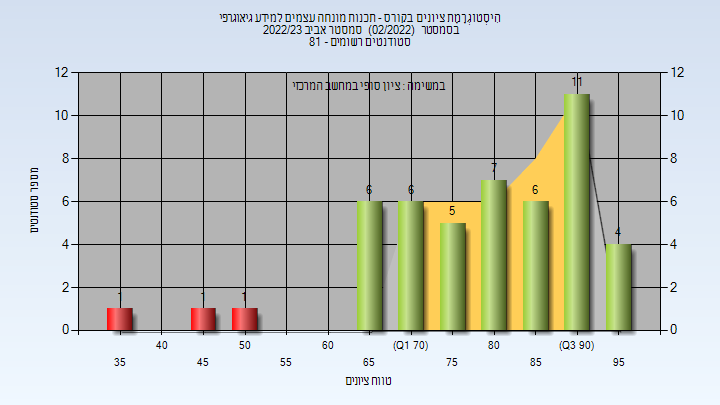 הִיסְטוֹגְרָמַת ציונים בקורס - תכנות מונחה עצמים למידע גיאוגרפי
בסמסטר (02/2022) סמסטר אביב 2022/23
סטודנטים רשומים - 81
במשימה : ציון סופי במחשב המרכזי
12 12
10 10
8 8
6 6
4 4
2 2
0 0
מספר סטודנטים
1 1 1 6 6 5 7 6 11 4
40 50 60 (Q1 70) 80 (Q3 90)
35 45 55 65 75 85 95
טווח ציונים